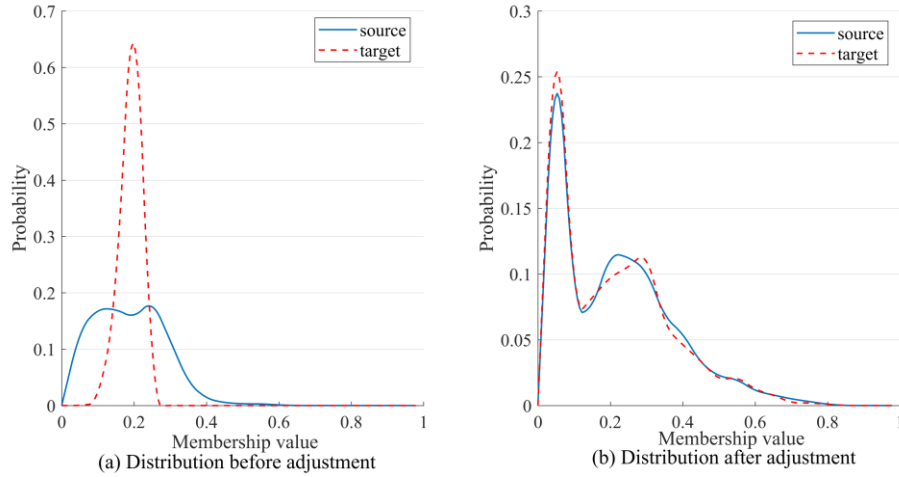 0.7
0.6
0.5
0.4
0.3
0.2
0.1
0
Probability
source
target
0 0.2 0.4 0.6 0.8 1
Membership value
(a) Distribution before adjustment
0.3
0.25
0.2
0.15
0.1
0.05
0
Probability
source
target
0 0.2 0.4 0.6 0.8 1
Membership value
(b) Distribution after adjustment